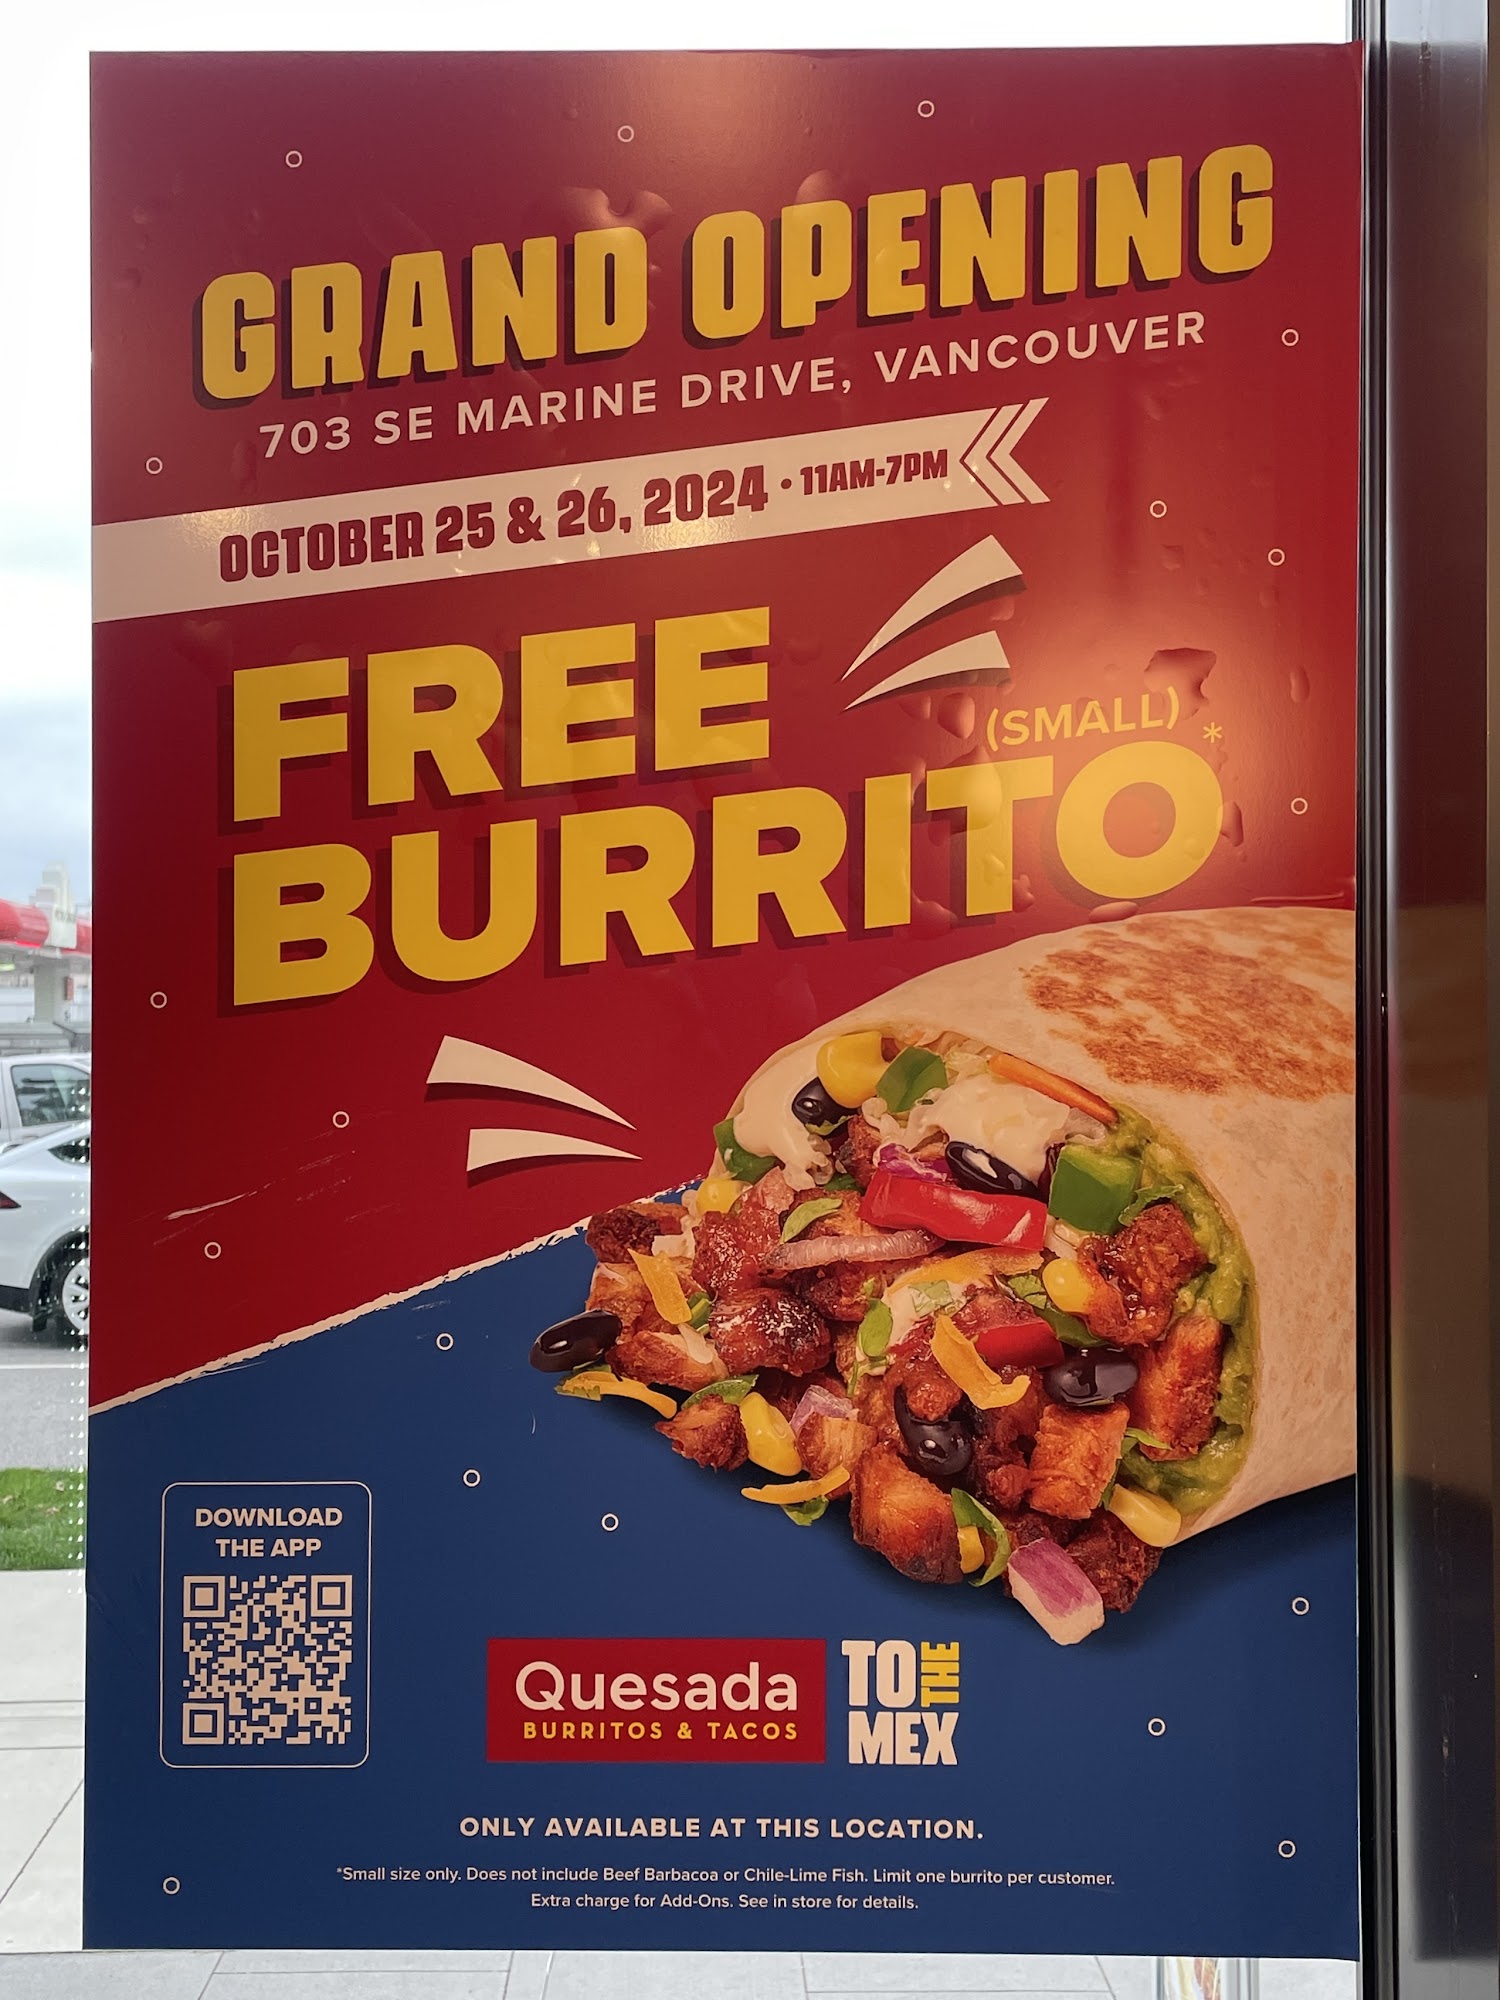 GRAND OPENING
703 SE MARINE DRIVE, VANCOUVER
OCTOBER 25 & 26, 2024 · 11AM-7PM
FREE
(SMALL)
BURRITO*
DOWNLOAD
THE APP
Quesada
BURRITOS & TACOS
TO THE
MEX
ONLY AVAILABLE AT THIS LOCATION.
*Small size only. Does not include Beef Barbacoa or Chile-Lime Fish. Limit one burrito per customer.
Extra charge for Add-Ons. See in store for details.